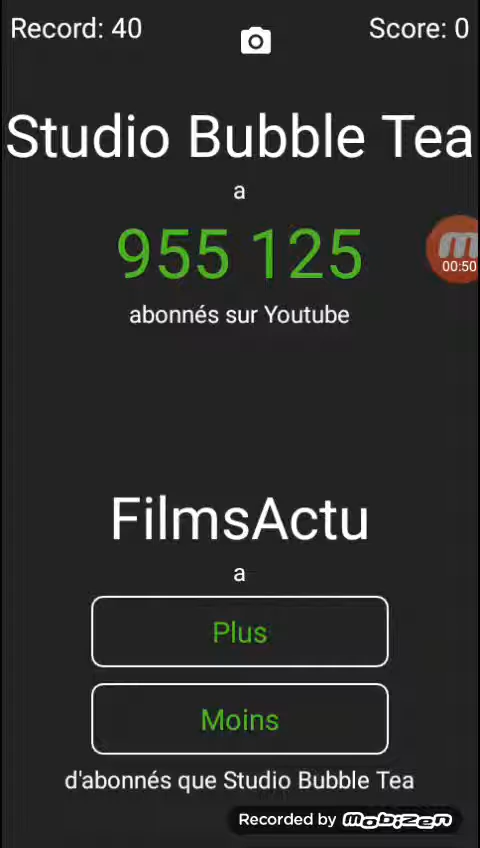 Record: 40
Score: 0
Studio Bubble Tea
a
955 125
abonnés sur Youtube
00:50
FilmsActu
a
Plus
Moins
d'abonnés que Studio Bubble Tea
Recorded by Mobizen